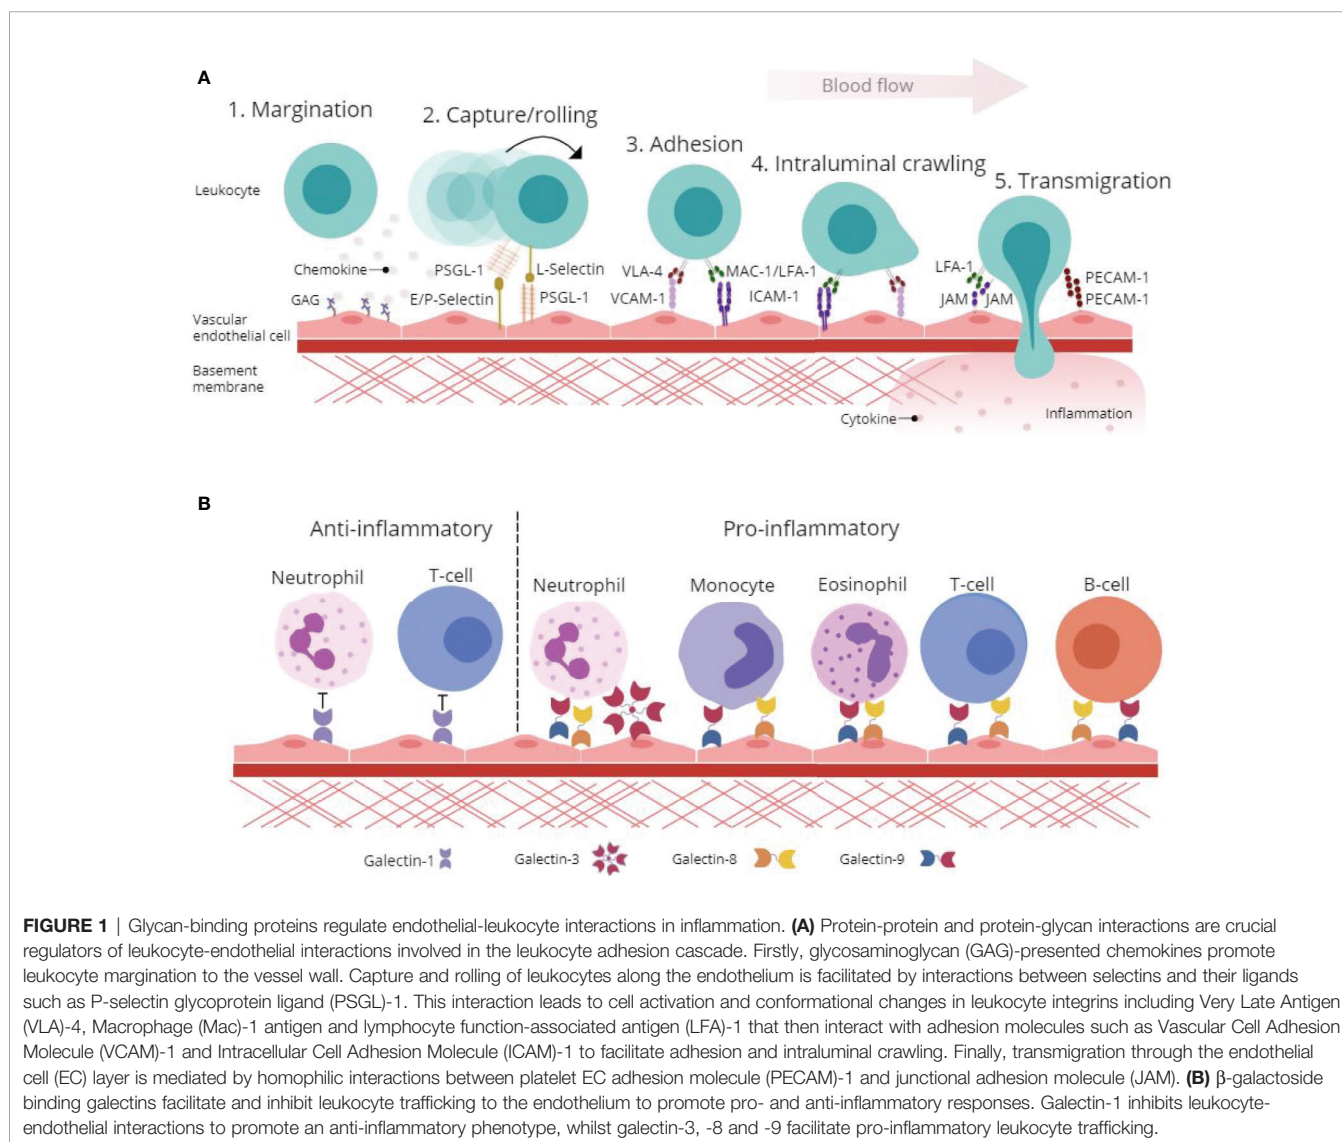 A
Blood flow
1. Margination
2. Capture/rolling
3. Adhesion
4. Intraluminal crawling
5. Transmigration
Leukocyte
Chemokine
PSGL-1
L-Selectin
VLA-4
MAC-1/LFA-1
LFA-1
PECAM-1
GAG
E/P-Selectin
PSGL-1
VCAM-1
ICAM-1
JAM
JAM
PECAM-1
Vascular
endothelial cell
Basement
membrane
Cytokine
Inflammation
B
Anti-inflammatory
Pro-inflammatory
Neutrophil
T-cell
Neutrophil
Monocyte
Eosinophil
T-cell
B-cell
T
T
Galectin-1
Galectin-3
Galectin-8
Galectin-9
FIGURE 1 | Glycan-binding proteins regulate endothelial-leukocyte interactions in inflammation. (A) Protein-protein and protein-glycan interactions are crucial
regulators of leukocyte-endothelial interactions involved in the leukocyte adhesion cascade. Firstly, glycosaminoglycan (GAG)-presented chemokines promote
leukocyte margination to the vessel wall. Capture and rolling of leukocytes along the endothelium is facilitated by interactions between selectins and their ligands
such as P-selectin glycoprotein ligand (PSGL)-1. This interaction leads to cell activation and conformational changes in leukocyte integrins including Very Late Antigen
(VLA)-4, Macrophage (Mac)-1 antigen and lymphocyte function-associated antigen (LFA)-1 that then interact with adhesion molecules such as Vascular Cell Adhesion
Molecule (VCAM)-1 and Intracellular Cell Adhesion Molecule (ICAM)-1 to facilitate adhesion and intraluminal crawling. Finally, transmigration through the endothelial
cell (EC) layer is mediated by homophilic interactions between platelet EC adhesion molecule (PECAM)-1 and junctional adhesion molecule (JAM). (B) β-galactoside
binding galectins facilitate and inhibit leukocyte trafficking to the endothelium to promote pro- and anti-inflammatory responses. Galectin-1 inhibits leukocyte-
endothelial interactions to promote an anti-inflammatory phenotype, whilst galectin-3, -8 and -9 facilitate pro-inflammatory leukocyte trafficking.